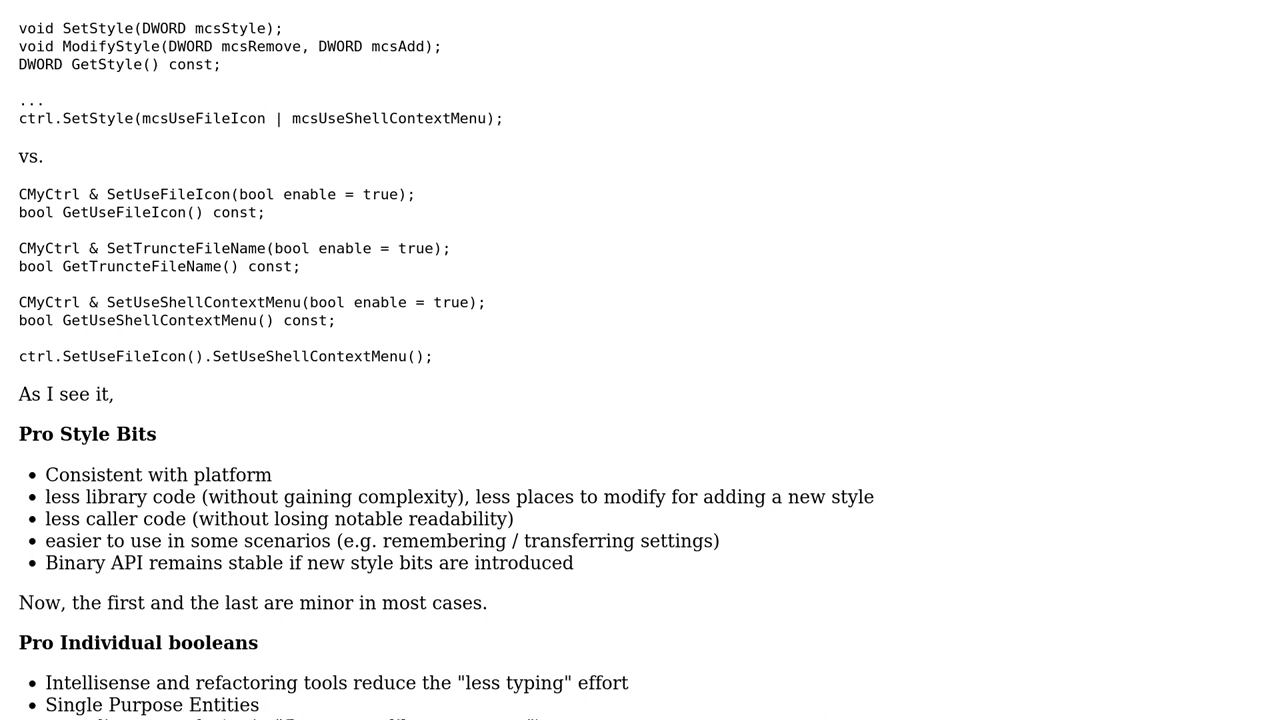 void SetStyle(DWORD mcsStyle);
void ModifyStyle(DWORD mcsRemove, DWORD mcsAdd);
DWORD GetStyle() const;
...
ctrl.SetStyle(mcsUseFileIcon | mcsUseShellContextMenu);
vs.
CMyCtrl & SetUseFileIcon(bool enable = true);
bool GetUseFileIcon() const;
CMyCtrl & SetTruncteFileName(bool enable = true);
bool GetTruncteFileName() const;
CMyCtrl & SetUseShellContextMenu(bool enable = true);
bool GetUseShellContextMenu() const;
ctrl.SetUseFileIcon().SetUseShellContextMenu();
As I see it,
Pro Style Bits
• Consistent with platform
• less library code (without gaining complexity), less places to modify for adding a new style
• less caller code (without losing notable readability)
• easier to use in some scenarios (e.g. remembering / transferring settings)
• Binary API remains stable if new style bits are introduced
Now, the first and the last are minor in most cases.
Pro Individual booleans
• Intellisense and refactoring tools reduce the "less typing" effort
• Single Purpose Entities